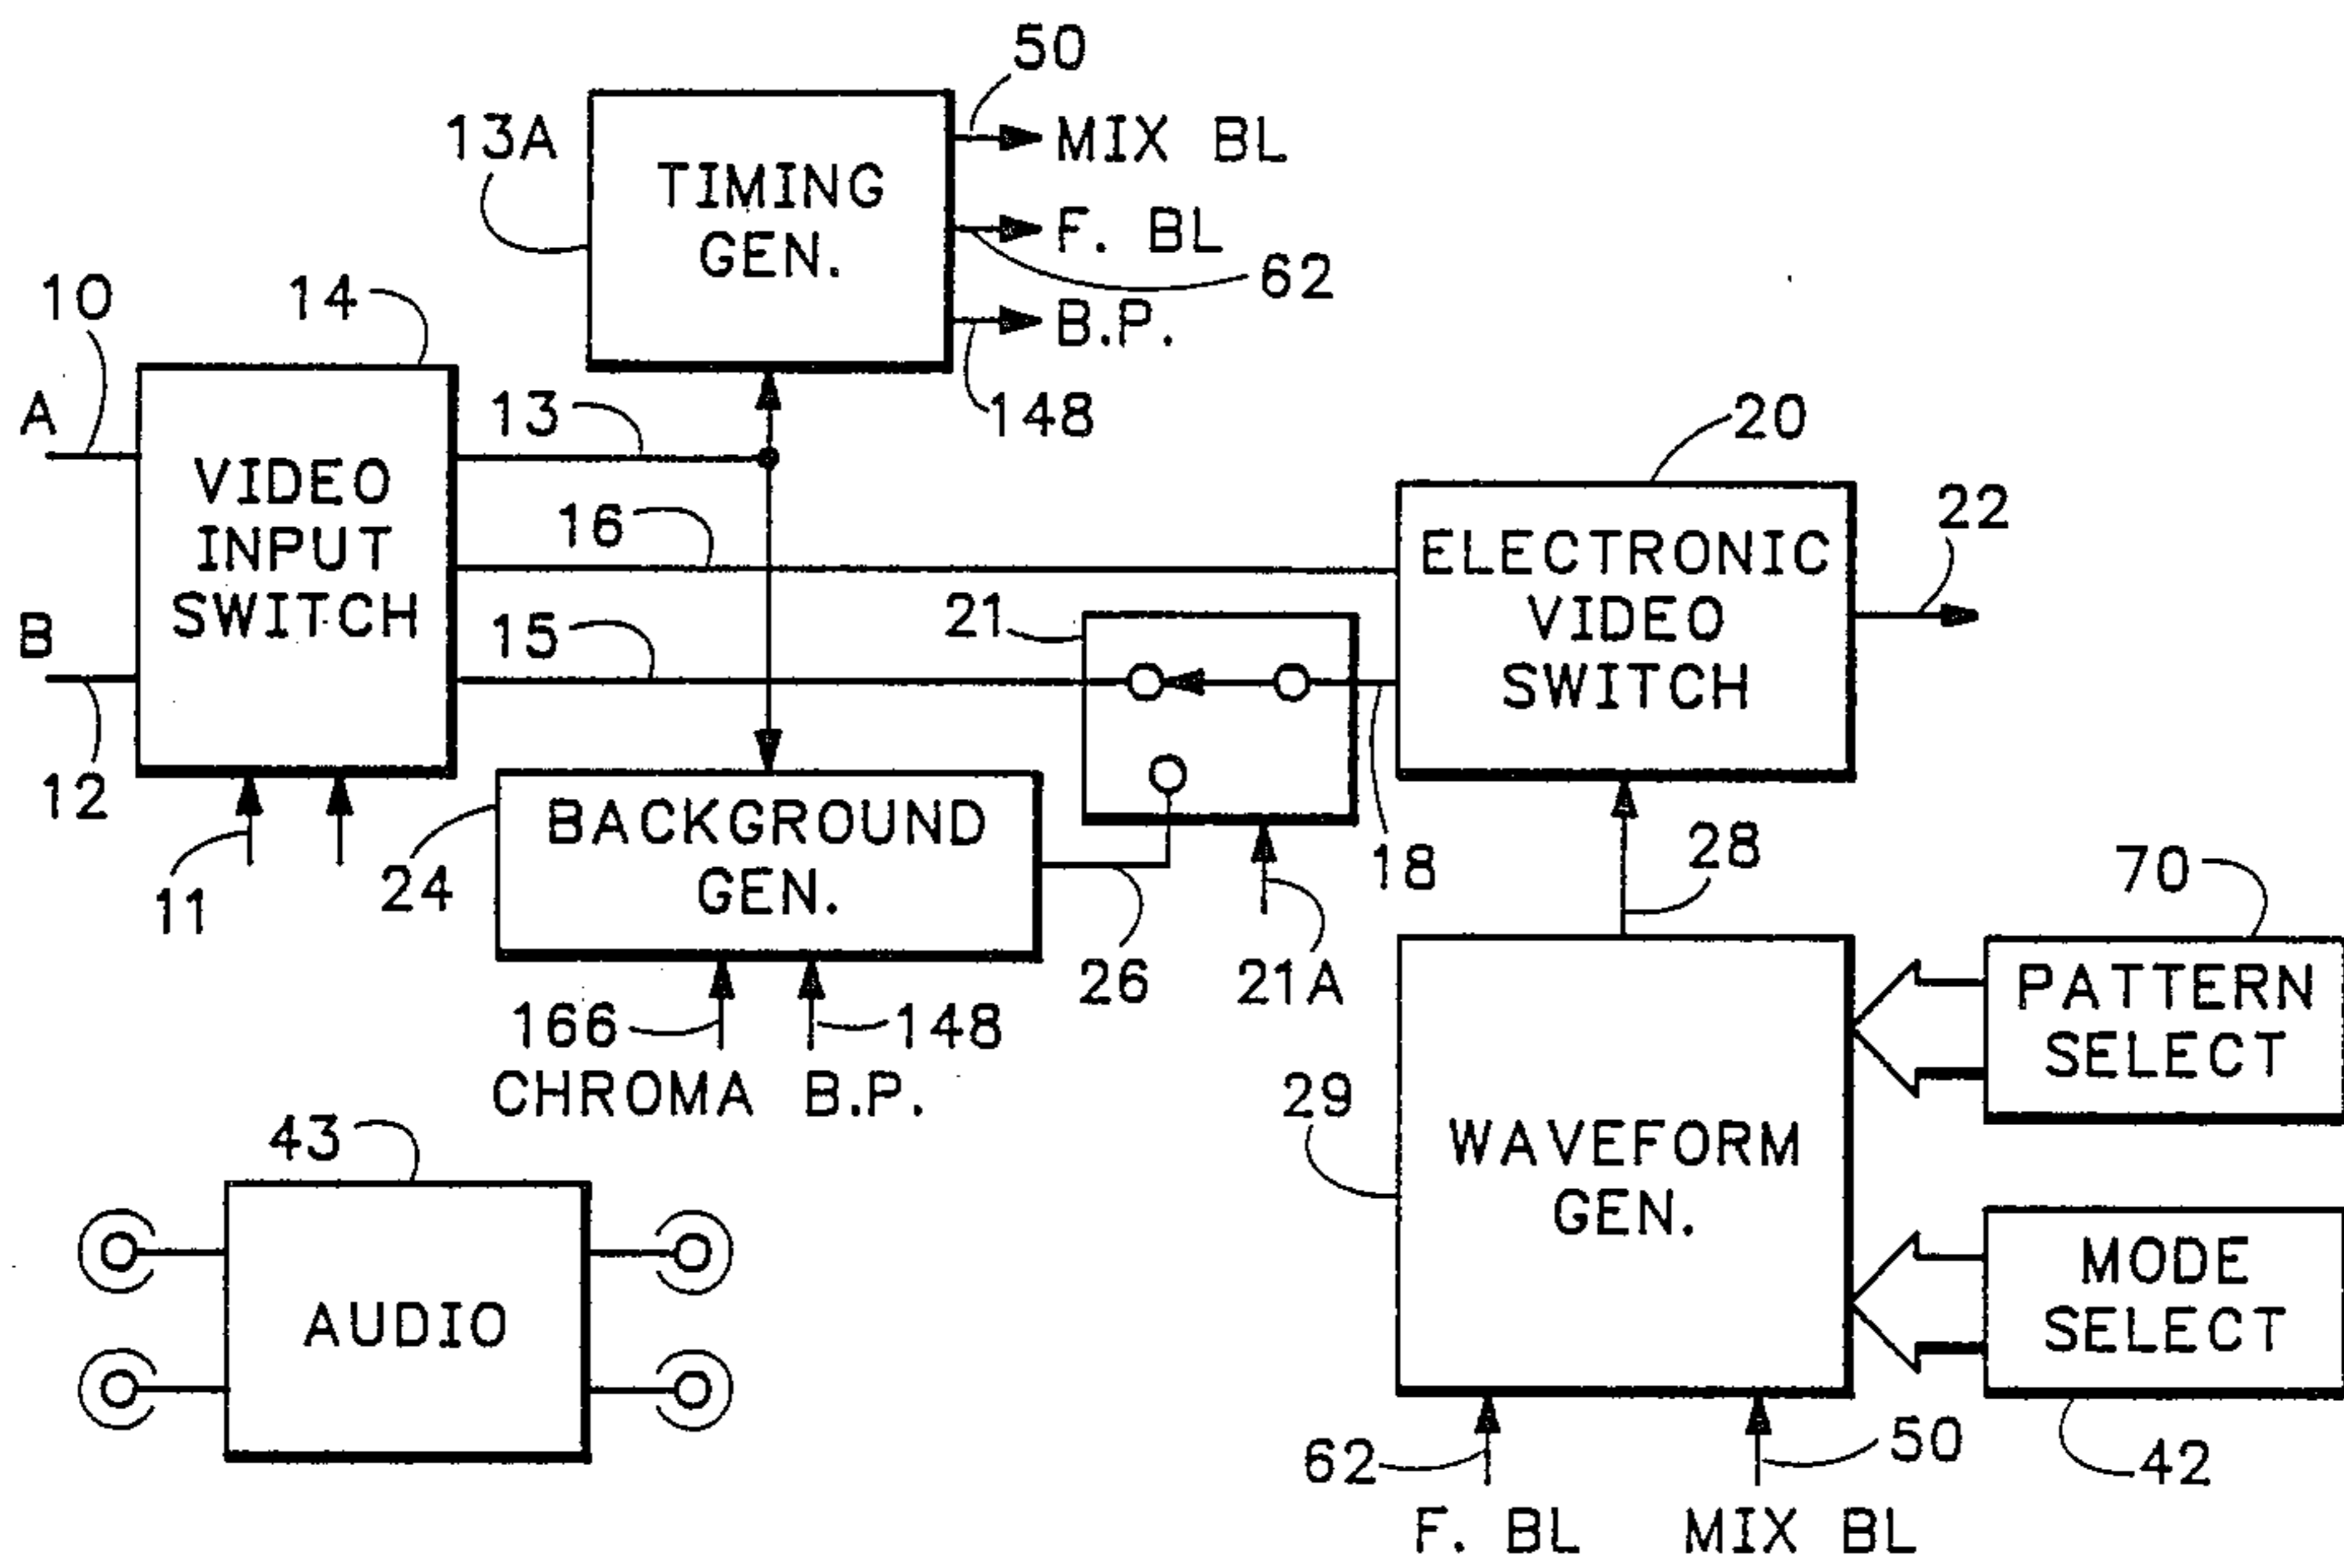 50
13A
TIMING
GEN.
MIX BL
F. BL
62
B.P.
148
10
14
A
13
20
VIDEO
INPUT
SWITCH
16
22
ELECTRONIC
VIDEO
SWITCH
B
15
21
12
11
24
BACKGROUND
GEN.
18
28
70
26
21A
166
148
CHROMA B.P.
PATTERN
SELECT
43
29
WAVEFORM
GEN.
AUDIO
MODE
SELECT
62
50
42
F. BL
MIX BL